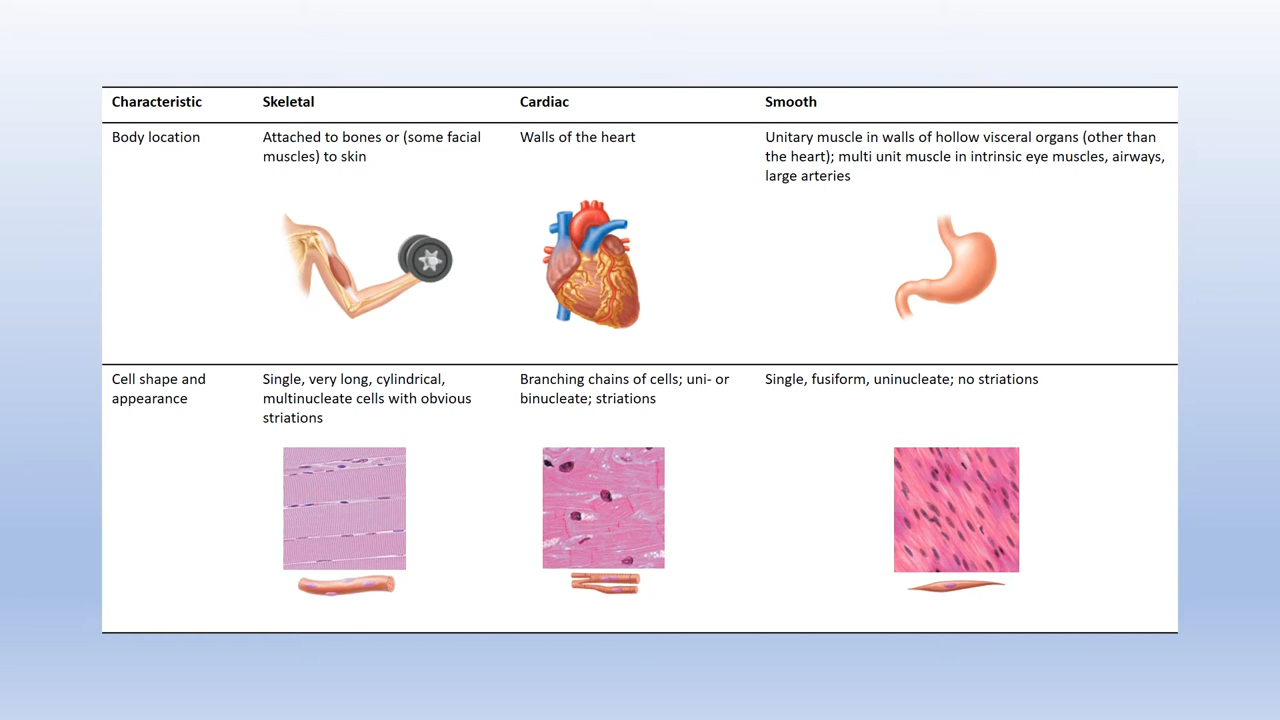 Characteristic Skeletal Cardiac Smooth
Body location
Attached to bones or (some facial
muscles) to skin
Walls of the heart
Unitary muscle in walls of hollow visceral organs (other than
the heart); multi unit muscle in intrinsic eye muscles, airways,
large arteries
Cell shape and
appearance
Single, very long, cylindrical,
multinucleate cells with obvious
striations
Branching chains of cells; uni- or
binucleate; striations
Single, fusiform, uninucleate; no striations